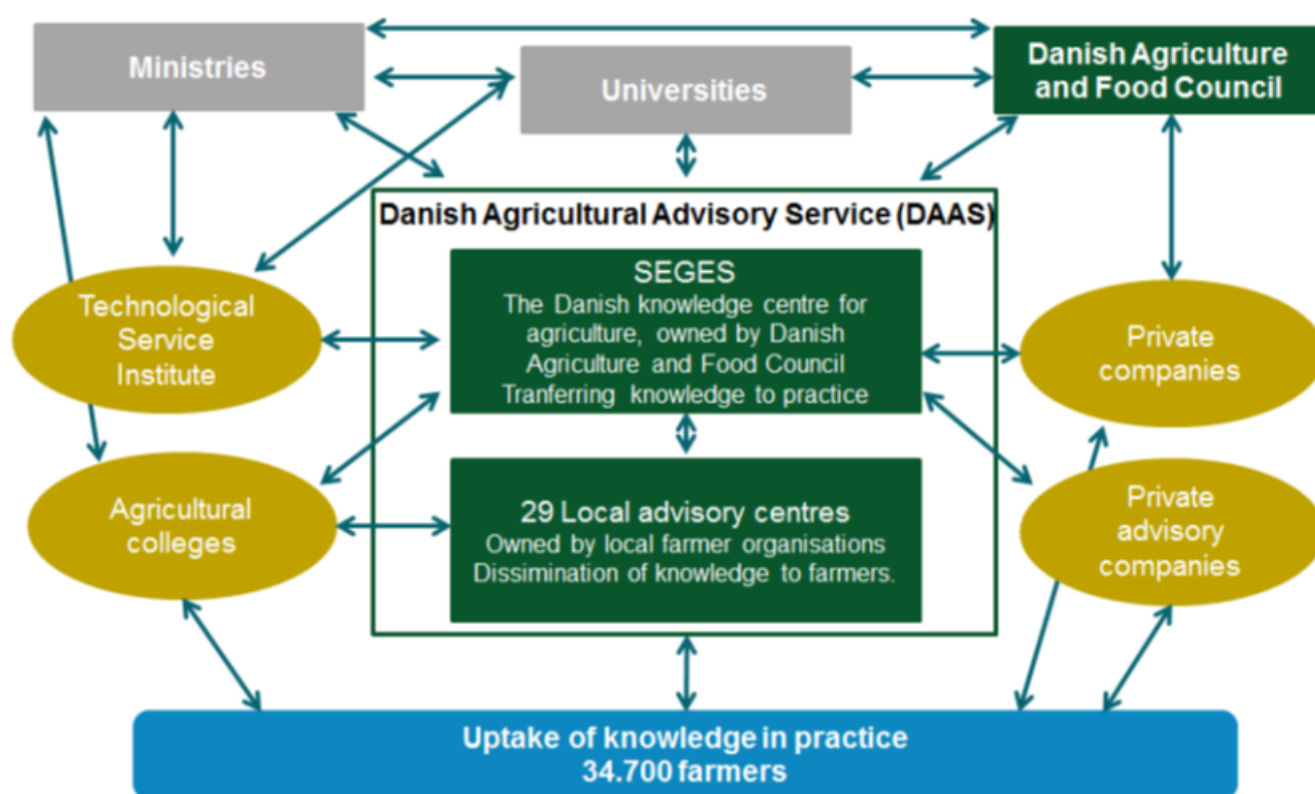 Ministries
Universities
Danish Agriculture
and Food Council
Danish Agricultural Advisory Service (DAAS)
SEGES
The Danish knowledge centre for
agriculture, owned by Danish
Agriculture and Food Council
Tranferring knowledge to practice
Technological
Service
Institute
Private
companies
Agricultural
colleges
29 Local advisory centres
Owned by local farmer organisations
Dissimination of knowledge to farmers.
Private
advisory
companies
Uptake of knowledge in practice
34.700 farmers